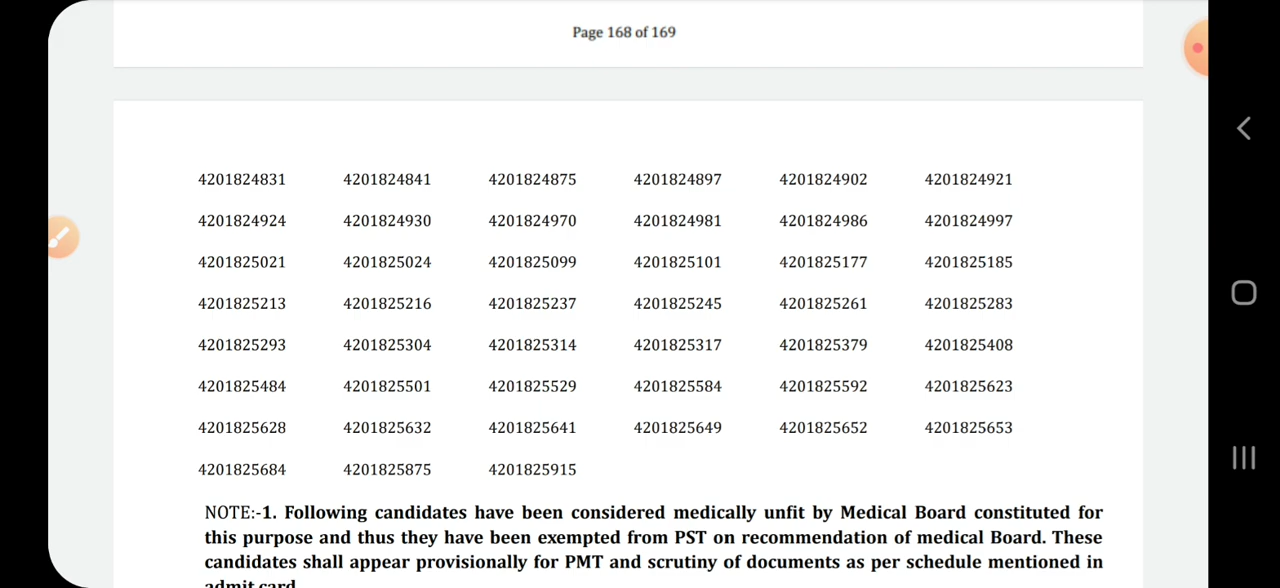 Page 168 of 169
4201824831 4201824841 4201824875 4201824897 4201824902 4201824921
4201824924 4201824930 4201824970 4201824981 4201824986 4201824997
4201825021 4201825024 4201825099 4201825101 4201825177 4201825185
4201825213 4201825216 4201825237 4201825245 4201825261 4201825283
4201825293 4201825304 4201825314 4201825317 4201825379 4201825408
4201825484 4201825501 4201825529 4201825584 4201825592 4201825623
4201825628 4201825632 4201825641 4201825649 4201825652 4201825653
4201825684 4201825875 4201825915
NOTE:-1. Following candidates have been considered medically unfit by Medical Board constituted for
this purpose and thus they have been exempted from PST on recommendation of medical Board. These
candidates shall appear provisionally for PMT and scrutiny of documents as per schedule mentioned in
admit card